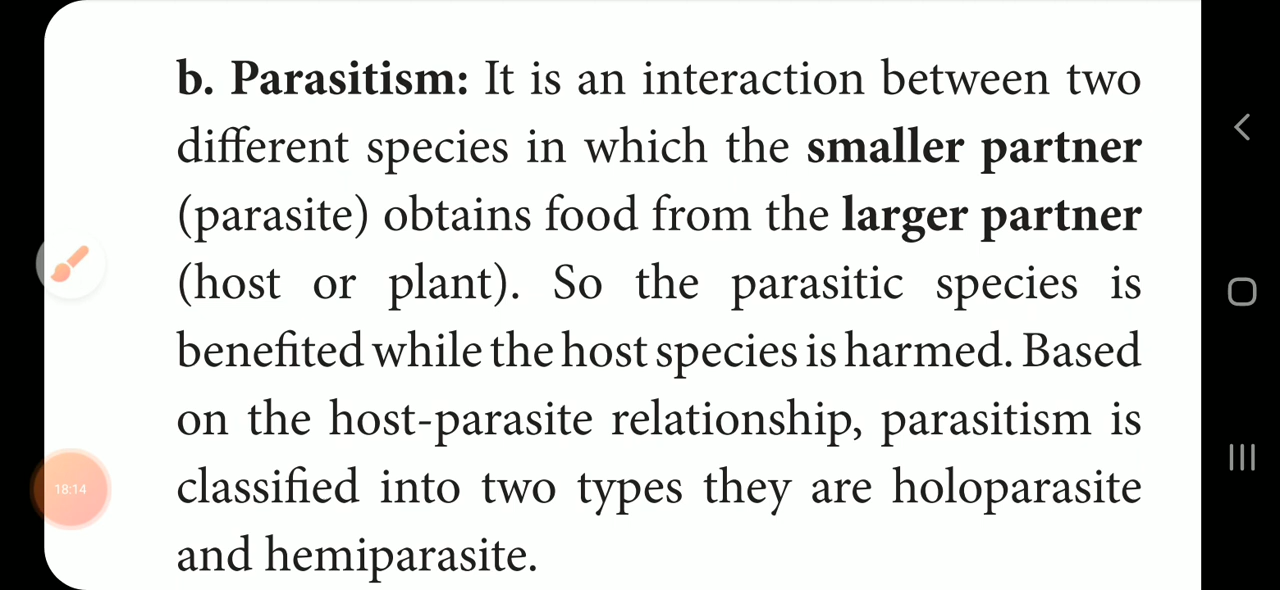 b. Parasitism: It is an interaction between two
different species in which the smaller partner
(parasite) obtains food from the larger partner
(host or plant). So the parasitic species is
benefited while the host species is harmed. Based
on the host-parasite relationship, parasitism is
classified into two types they are holoparasite
and hemiparasite.
18:14